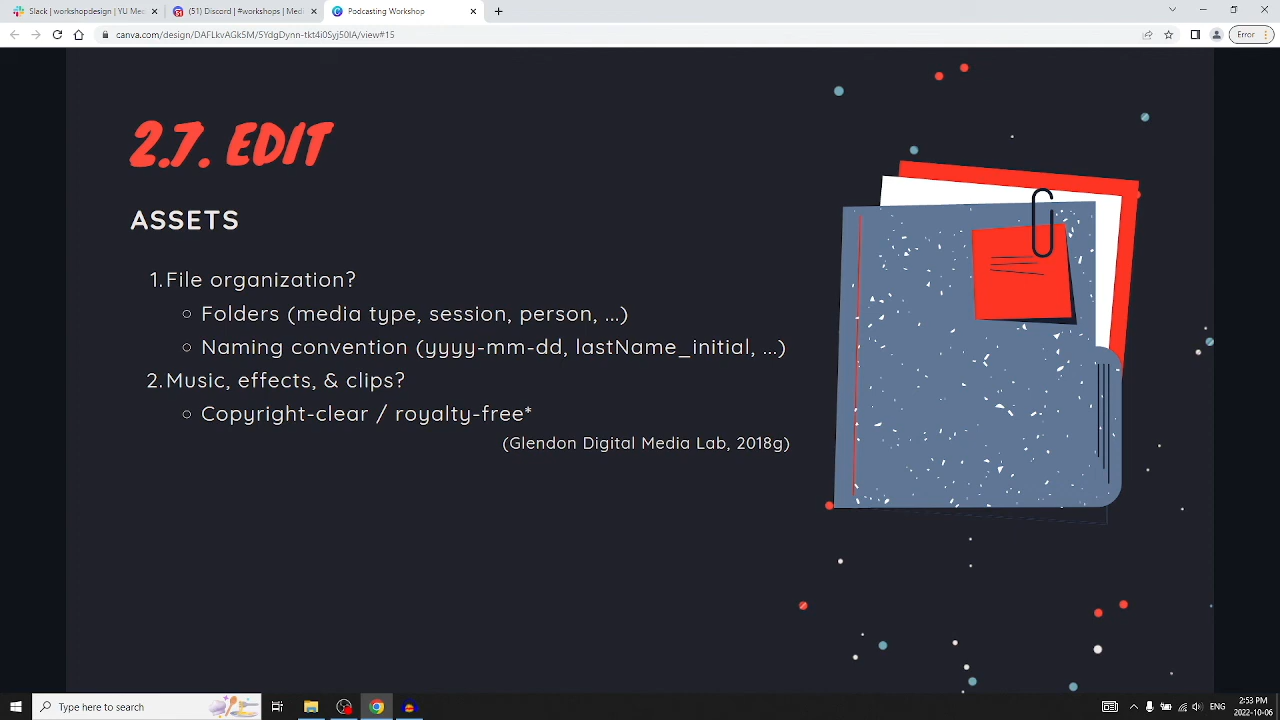 Slack | workshopdesign | YU Mec
(51) Discord | #workshops | Medi
Podcasting Workshop
canva.com/design/DAFLkvAGk5M/5YdgDynn-tkt4i0Syj50IA/view#15
Error
2.7. EDIT
ASSETS
1. File organization?
Folders (media type, session, person, ...)
Naming convention (yyyy-mm-dd, lastName_initial, ...)
2. Music, effects, & clips?
Copyright-clear / royalty-free*
(Glendon Digital Media Lab, 2018g)
Type here to search
ENG
2:53 PM
2022-10-06